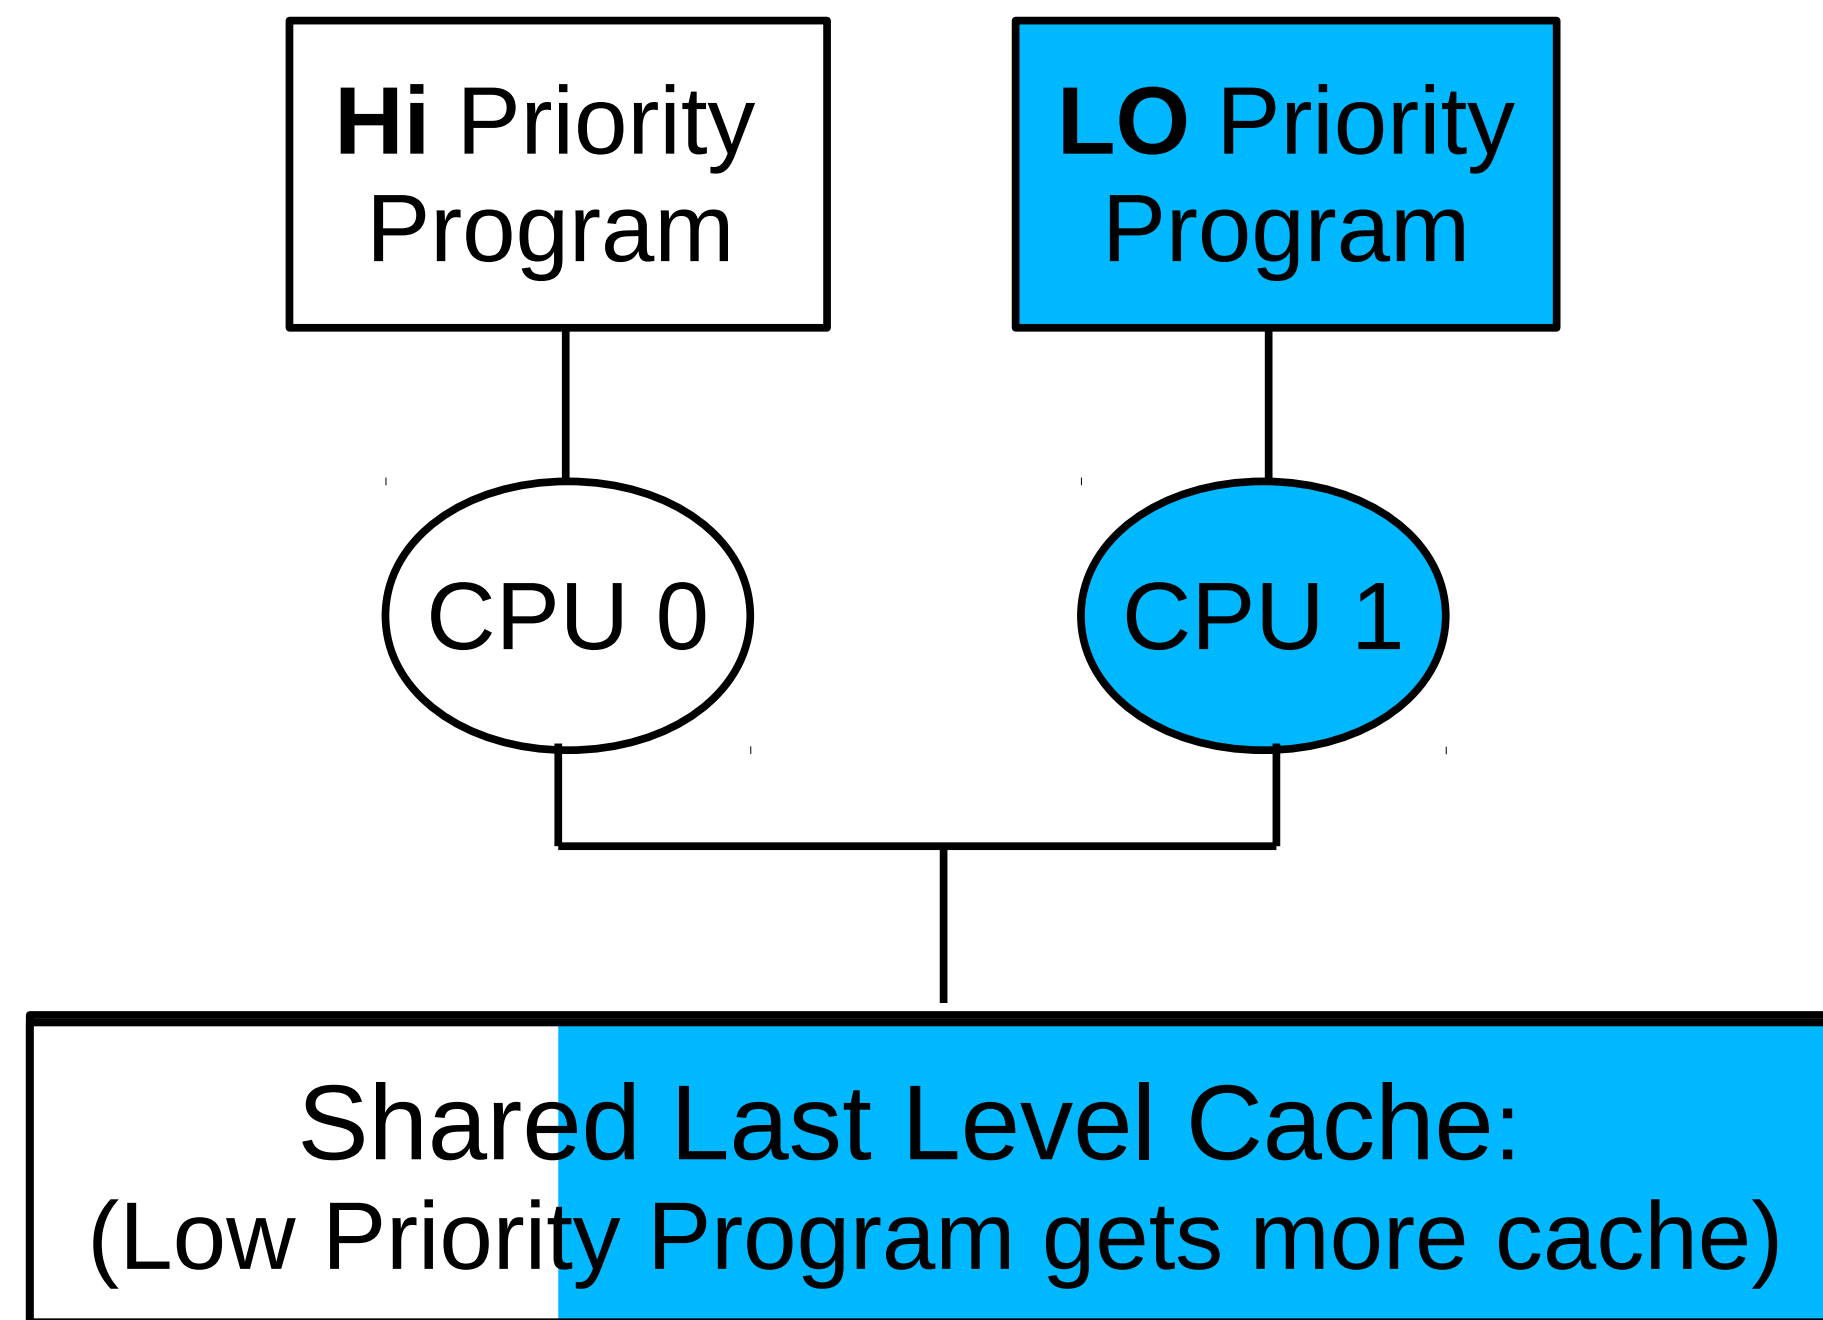 Hi Priority
Program
LO Priority
Program
CPU 0
CPU 1
Shared Last Level Cache:
(Low Priority Program gets more cache)